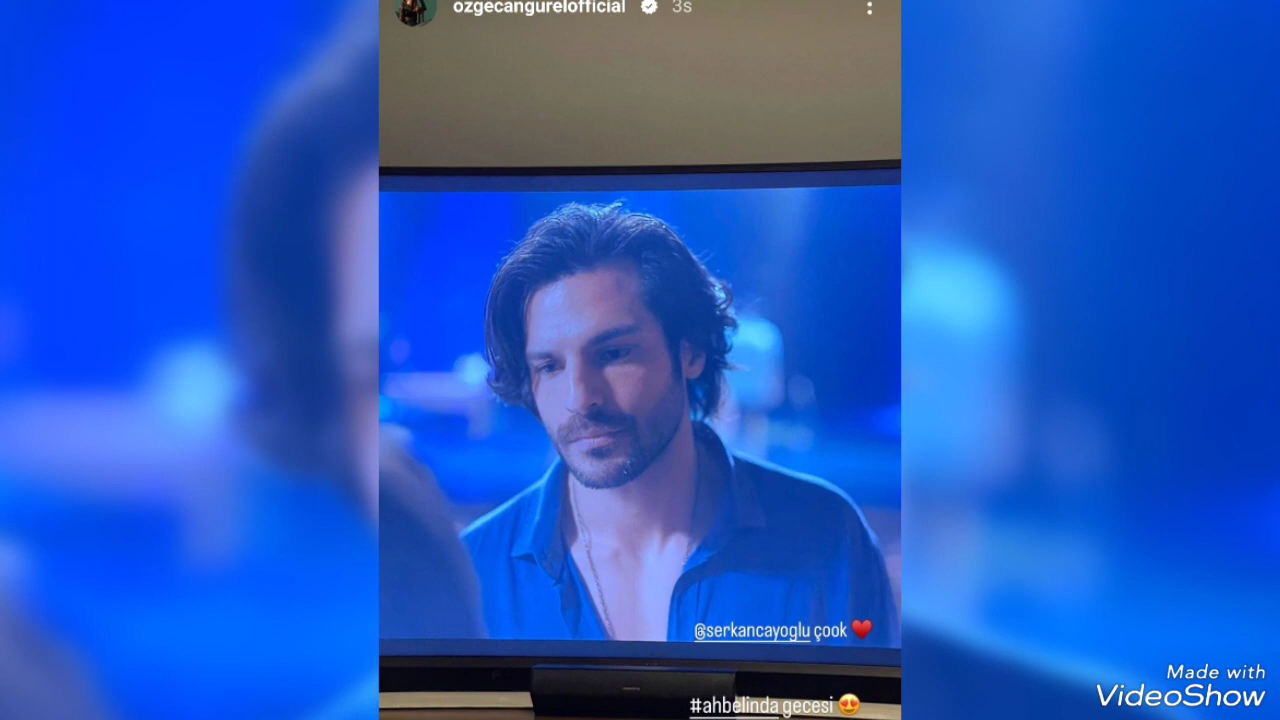 ozgecangurelofficial 3s
@serkancayoglu çook ❤️
#ahbelinda gecesi 😍
Made with
VideoShow